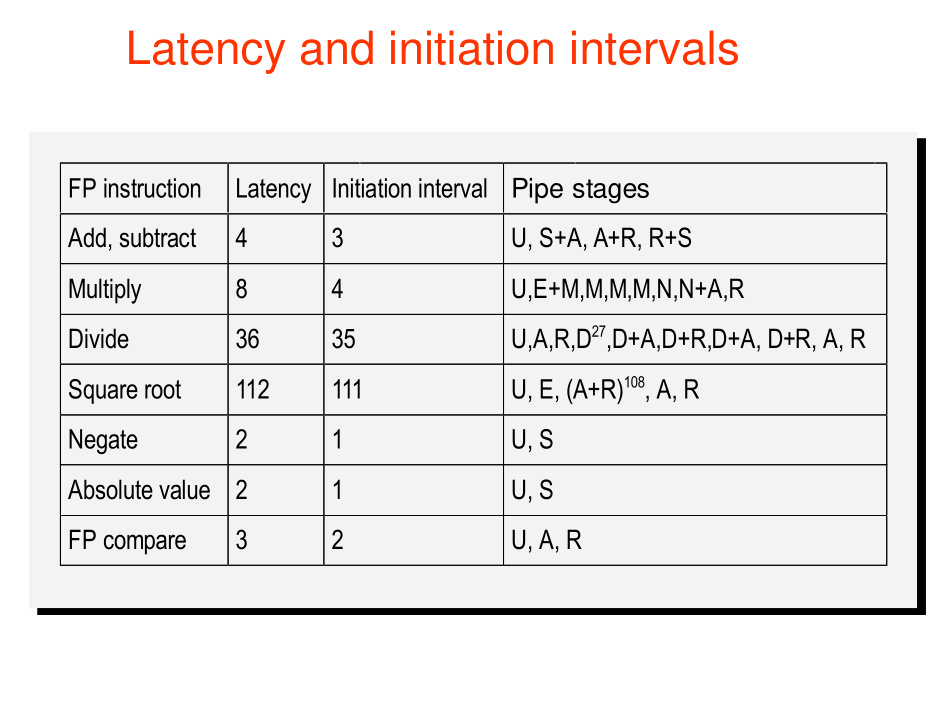 Latency and initiation intervals
FP instruction Latency Initiation interval Pipe stages
Add, subtract 4 3 U, S+A, A+R, R+S
Multiply 8 4 U,E+M,M,M,M,N,N+A,R
Divide 36 35 U,A,R,D27,D+A,D+R,D+A, D+R, A, R
Square root 112 111 U, E, (A+R)108, A, R
Negate 2 1 U, S
Absolute value 2 1 U, S
FP compare 3 2 U, A, R